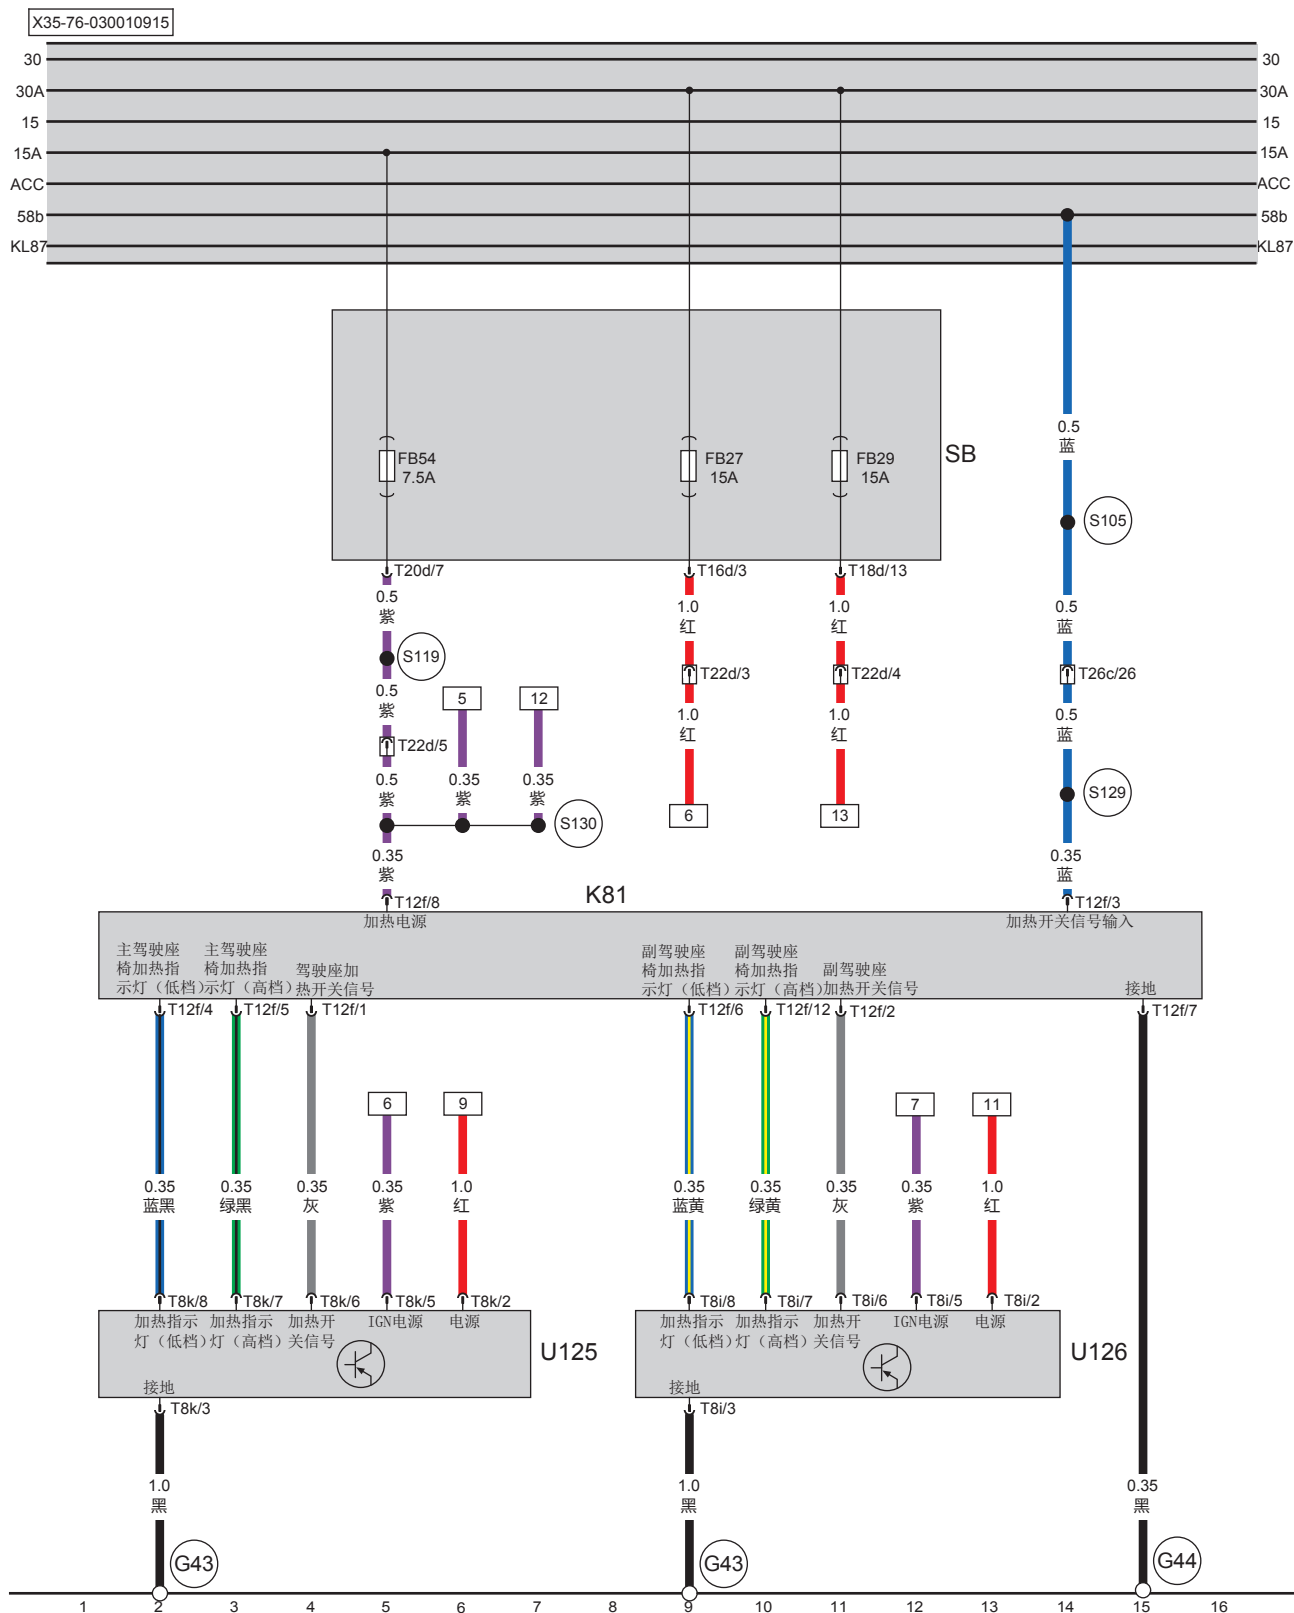 X35-76-030010915
30 30
30A 30A
15 15
15A 15A
ACC ACC
58b 58b
KL87 KL87
FB54
7.5A
FB27
15A
FB29
15A
SB
0.5
蓝
S105
T20d/7
T16d/3
T18d/13
0.5
紫
1.0
红
1.0
红
0.5
蓝
S119
T22d/3
T22d/4
T26c/26
0.5
紫
5
12
1.0
红
1.0
红
0.5
蓝
T22d/5
0.5
紫
0.35
紫
0.35
紫
S130
6
13
S129
0.35
紫
0.35
蓝
T12f/8
K81
T12f/3
加热电源
加热开关信号输入
主驾驶座
椅加热指
示灯（低档）
主驾驶座
椅加热指
示灯（高档）
驾驶座加
热开关信号
副驾驶座
椅加热指
示灯（低档）
副驾驶座
椅加热指
示灯（高档）
副驾驶座
加热开关信号
接地
T12f/4
T12f/5
T12f/1
T12f/6
T12f/12
T12f/2
T12f/7
6
9
7
11
0.35
蓝黑
0.35
绿黑
0.35
灰
0.35
紫
1.0
红
0.35
蓝黄
0.35
绿黄
0.35
灰
0.35
紫
1.0
红
T8k/8
T8k/7
T8k/6
T8k/5
T8k/2
T8i/8
T8i/7
T8i/6
T8i/5
T8i/2
加热指示
灯（低档）
加热指示
灯（高档）
加热开
关信号
IGN电源
电源
U125
加热指示
灯（低档）
加热指示
灯（高档）
加热开
关信号
IGN电源
电源
U126
接地
接地
T8k/3
T8i/3
1.0
黑
1.0
黑
0.35
黑
G43
G43
G44
1 2 3 4 5 6 7 8 9 10 11 12 13 14 15 16